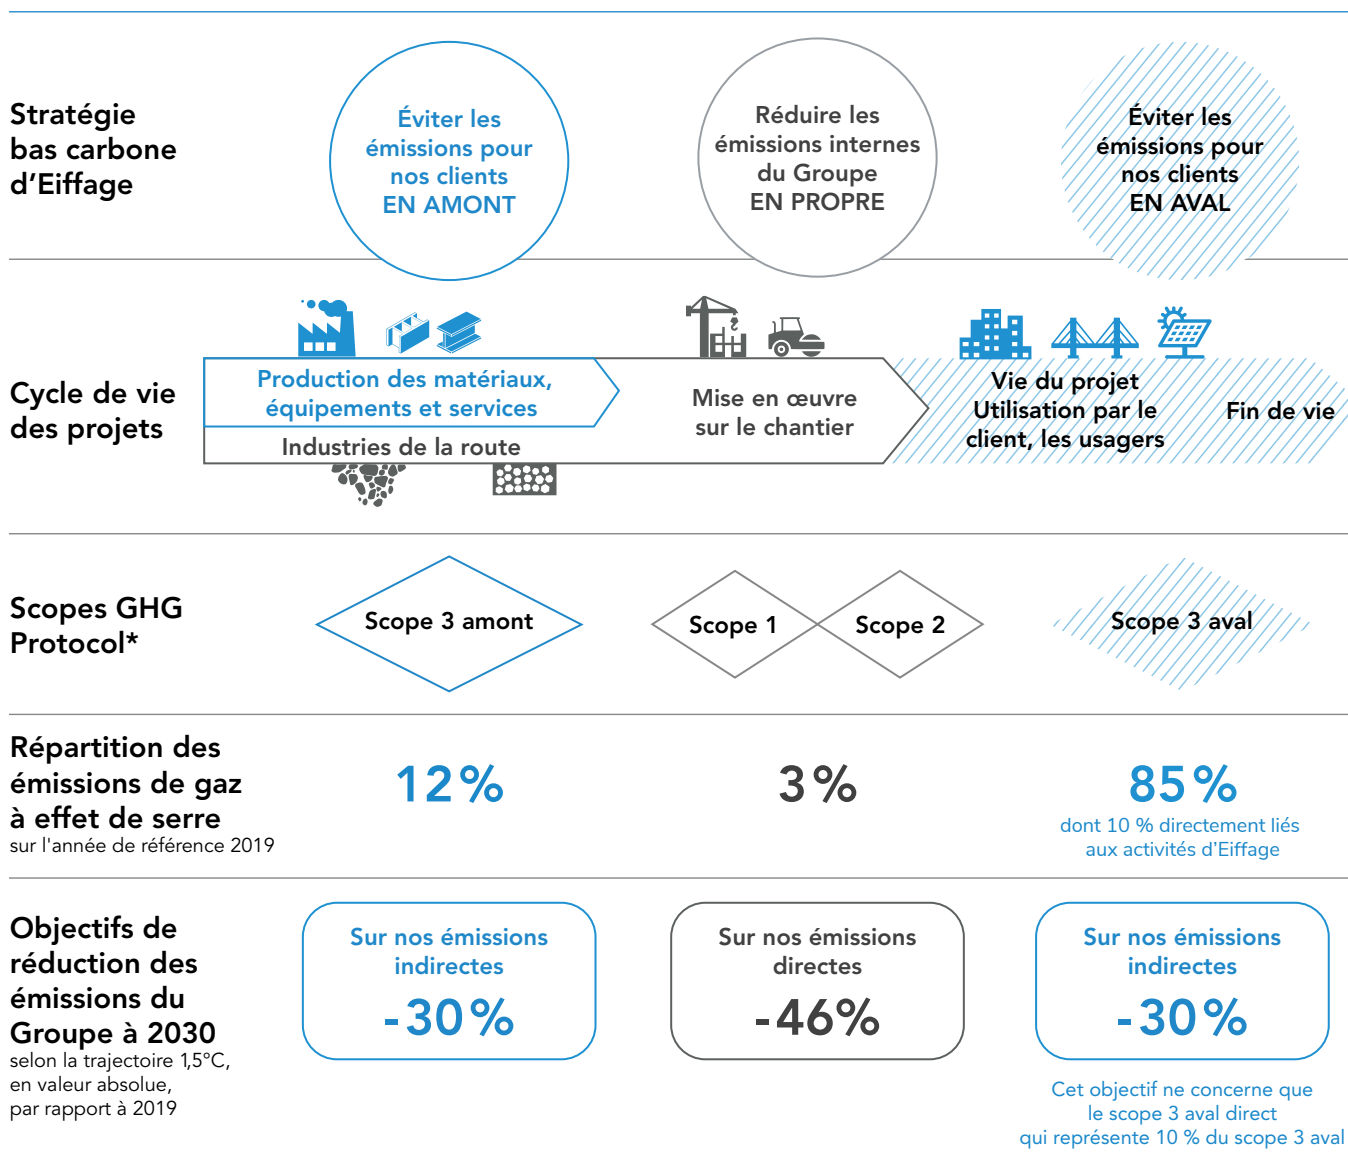 Stratégie
bas carbone
d’Eiffage
Éviter les
émissions pour
nos clients
EN AMONT
Réduire les
émissions internes
du Groupe
EN PROPRE
Éviter les
émissions pour
nos clients
EN AVAL
Cycle de vie
des projets
Production des matériaux,
équipements et services
Industries de la route
Mise en œuvre
sur le chantier
Vie du projet
Utilisation par le
client, les usagers
Fin de vie
Scopes GHG
Protocol*
Scope 3 amont
Scope 1
Scope 2
Scope 3 aval
Répartition des
émissions de gaz
à effet de serre
sur l'année de référence 2019
12 %
3 %
85 %
dont 10 % directement liés
aux activités d’Eiffage
Objectifs de
réduction des
émissions du
Groupe à 2030
selon la trajectoire 1,5°C,
en valeur absolue,
par rapport à 2019
Sur nos émissions
indirectes
-30 %
Sur nos émissions
directes
-46%
Sur nos émissions
indirectes
-30 %
Cet objectif ne concerne que
le scope 3 aval direct
qui représente 10 % du scope 3 aval